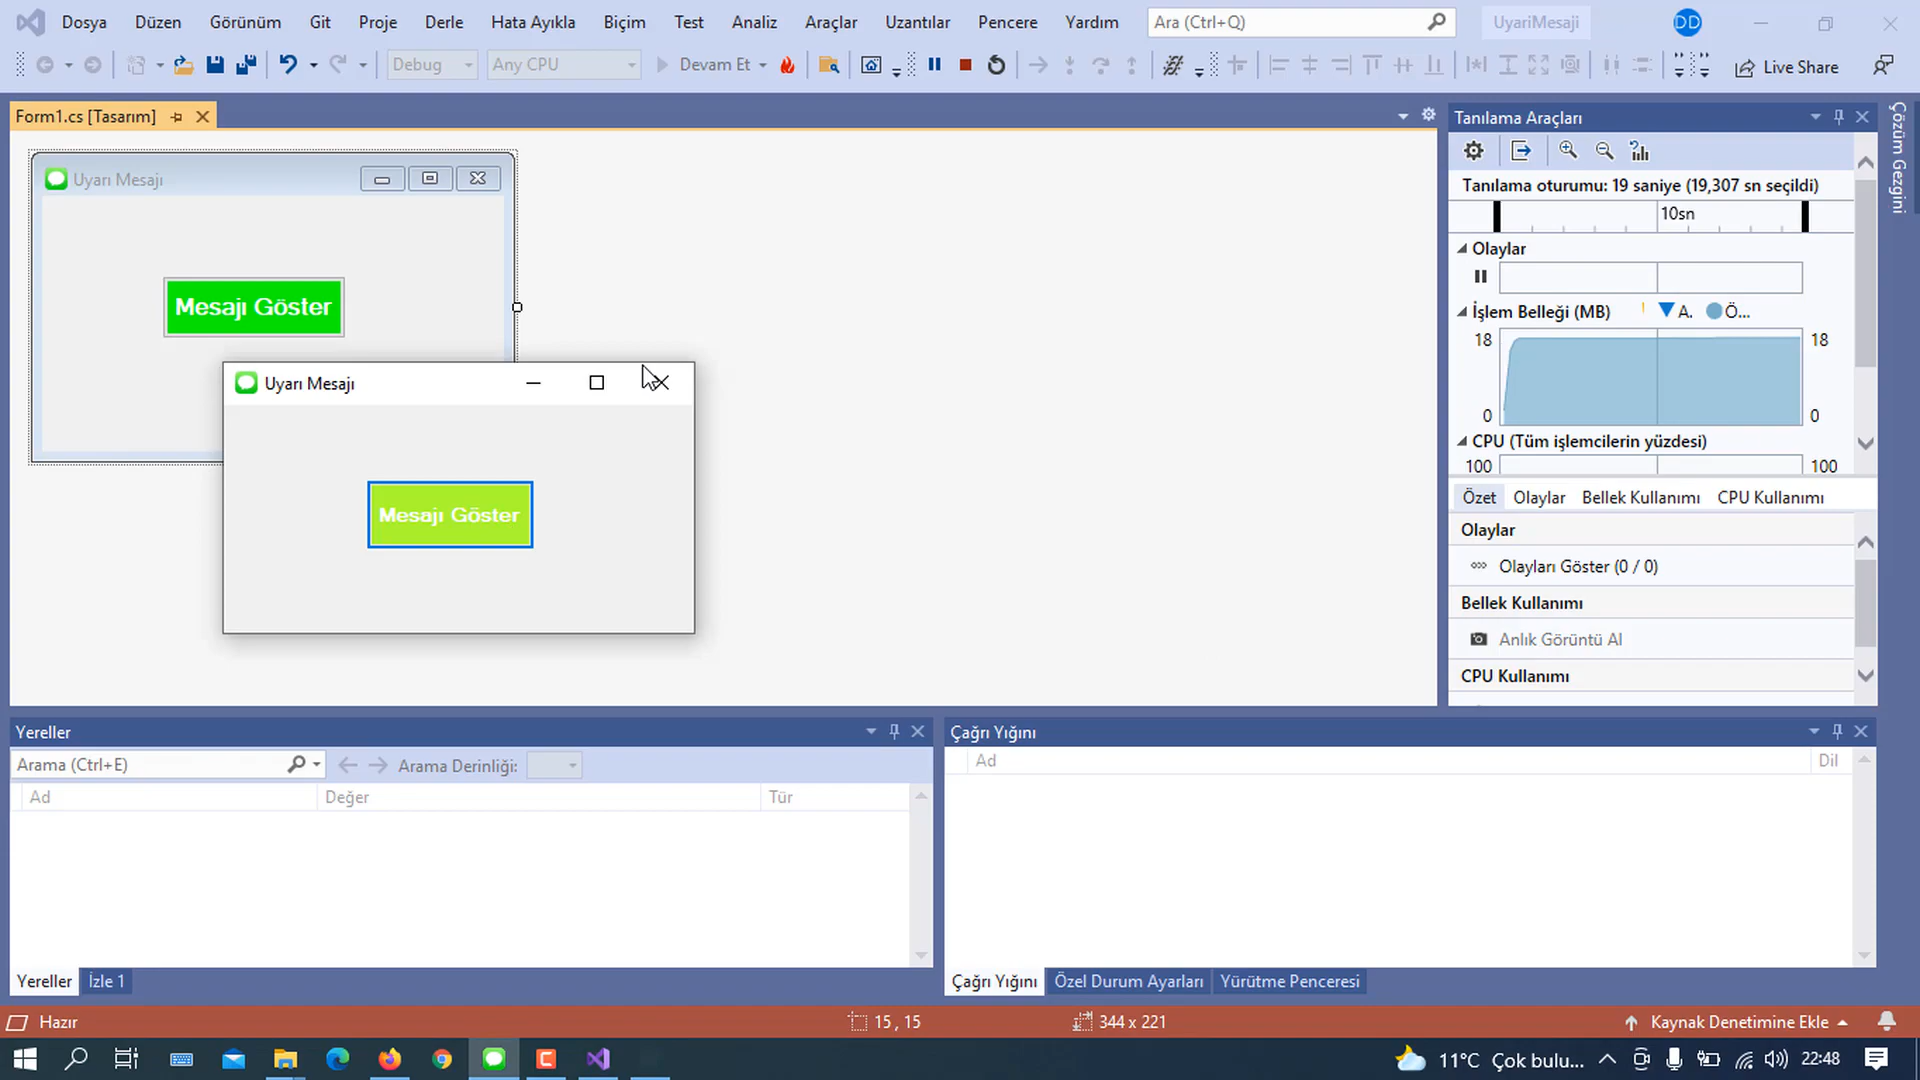 Dosya Düzen Görünüm Git Proje Derle Hata Ayıkla Biçim Test Analiz Araçlar Uzantılar Pencere Yardım Ara (Ctrl+Q) UyariMesaji DD
Debug Any CPU Devam Et Live Share
Form1.cs [Tasarım]
Uyarı Mesajı
Mesajı Göster
Uyarı Mesajı
Mesajı Göster
Tanılama Araçları
Tanılama oturumu: 19 saniye (19,307 sn seçildi)
10sn
Olaylar
İşlem Belleği (MB) A. Ö...
18 18
0 0
CPU (Tüm işlemcilerin yüzdesi)
100 100
Özet Olaylar Bellek Kullanımı CPU Kullanımı
Olaylar
Olayları Göster (0 / 0)
Bellek Kullanımı
Anlık Görüntü Al
CPU Kullanımı
Çözüm Gezgini
Yereller
Arama (Ctrl+E) Arama Derinliği:
Ad Değer Tür
Yereller İzle 1
Çağrı Yığını
Ad Dil
Çağrı Yığını Özel Durum Ayarları Yürütme Penceresi
Hazır 15 , 15 344 x 221 Kaynak Denetimine Ekle
11°C Çok bulu... 22:48